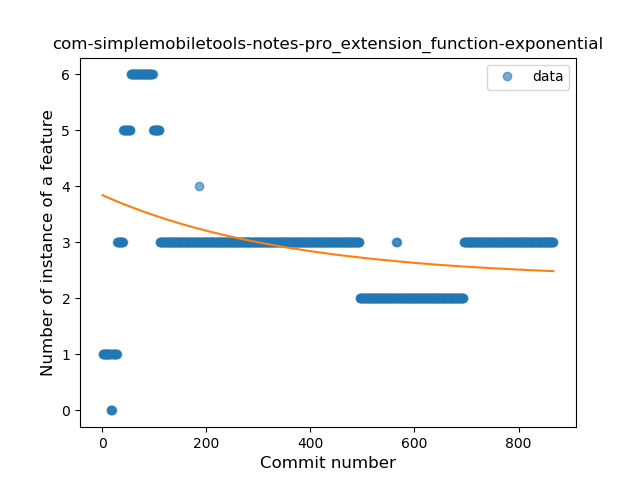 com-simplemobiletools-notes-pro_extension_function-exponential
data
Number of instance of a feature
6
5
4
3
2
1
0
0 200 400 600 800
Commit number